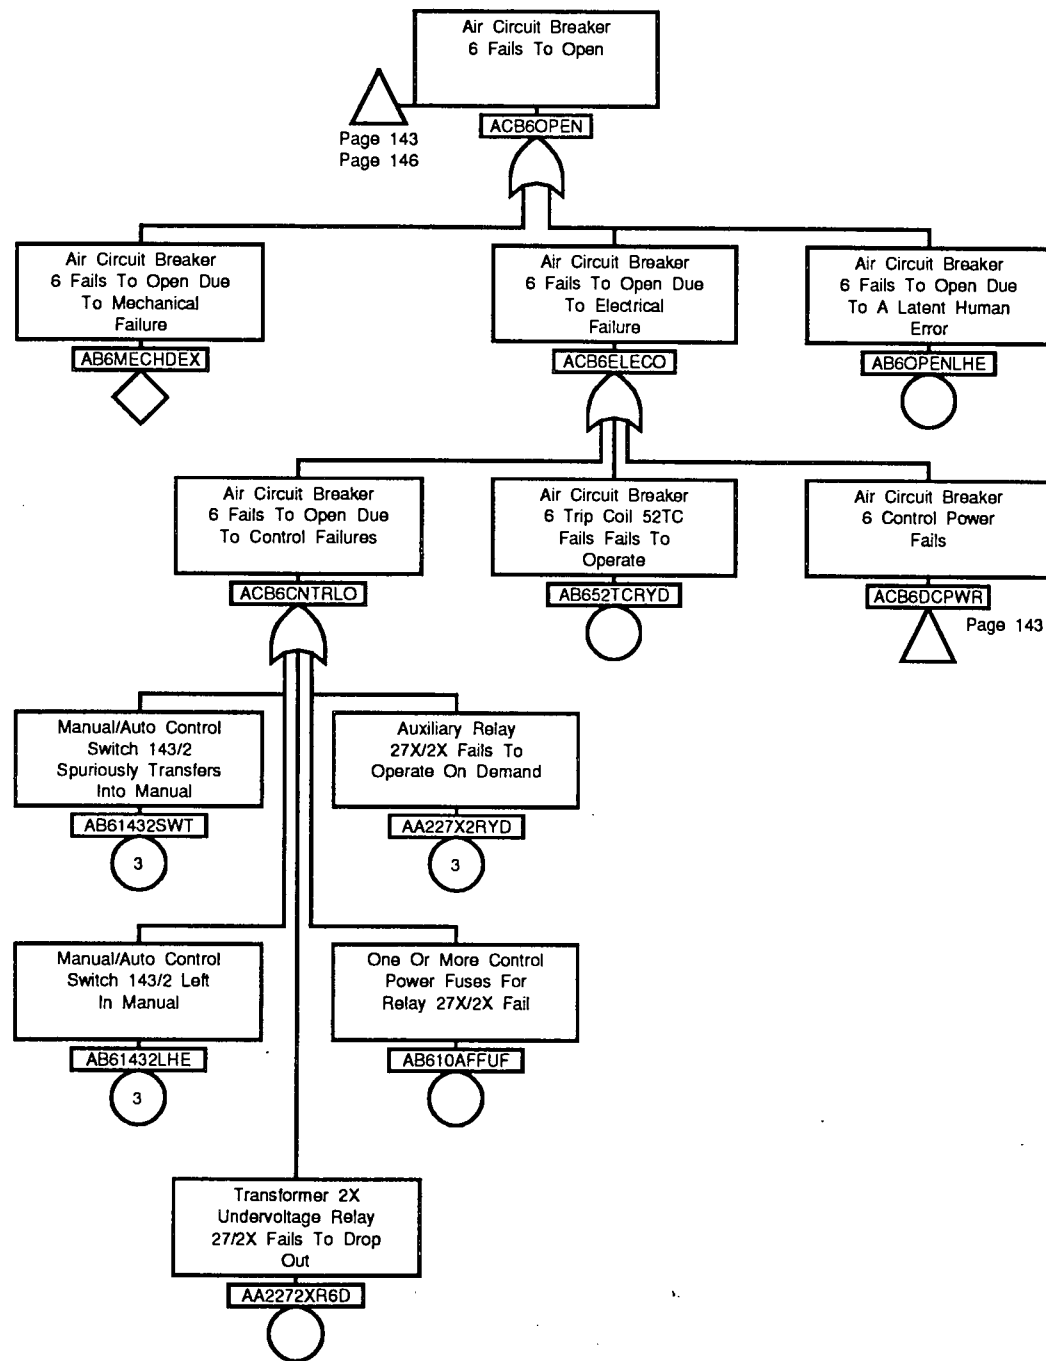 Air Circuit Breaker
6 Fails To Open
Page 143
Page 146
ACB6OPEN
Air Circuit Breaker
6 Fails To Open Due
To Mechanical
Failure
AB6MECHDEX
Air Circuit Breaker
6 Fails To Open Due
To Electrical
Failure
ACB6ELECO
Air Circuit Breaker
6 Fails To Open Due
To A Latent Human
Error
AB6OPENLHE
Air Circuit Breaker
6 Fails To Open Due
To Control Failures
ACB6CNTRLO
Air Circuit Breaker
6 Trip Coil 52TC
Fails Fails To
Operate
AB652TCRYD
Air Circuit Breaker
6 Control Power
Fails
ACB6DCPWR
Page 143
Manual/Auto Control
Switch 143/2
Spuriously Transfers
Into Manual
AB61432SWT
3
Auxiliary Relay
27X/2X Fails To
Operate On Demand
AA227X2RYD
3
Manual/Auto Control
Switch 143/2 Left
In Manual
AB61432LHE
3
One Or More Control
Power Fuses For
Relay 27X/2X Fail
AB610AFFUF
Transformer 2X
Undervoltage Relay
27/2X Fails To Drop
Out
AA2272XR6D